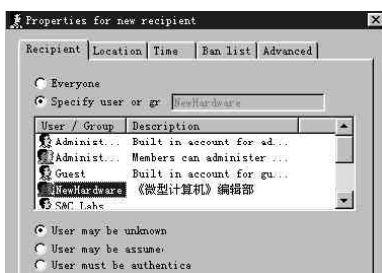 Properties for new recipient
Recipient Location Time Ban list Advanced
Everyone
Specify user or gr NewHardware
User / Group Description
Administ... Built in account for ad...
Administ... Members can administer ...
Guest Built in account for gu...
NewHardware 《微型计算机》编辑部
S&C Labs
User may be unknown
User may be assume
User must be authentica